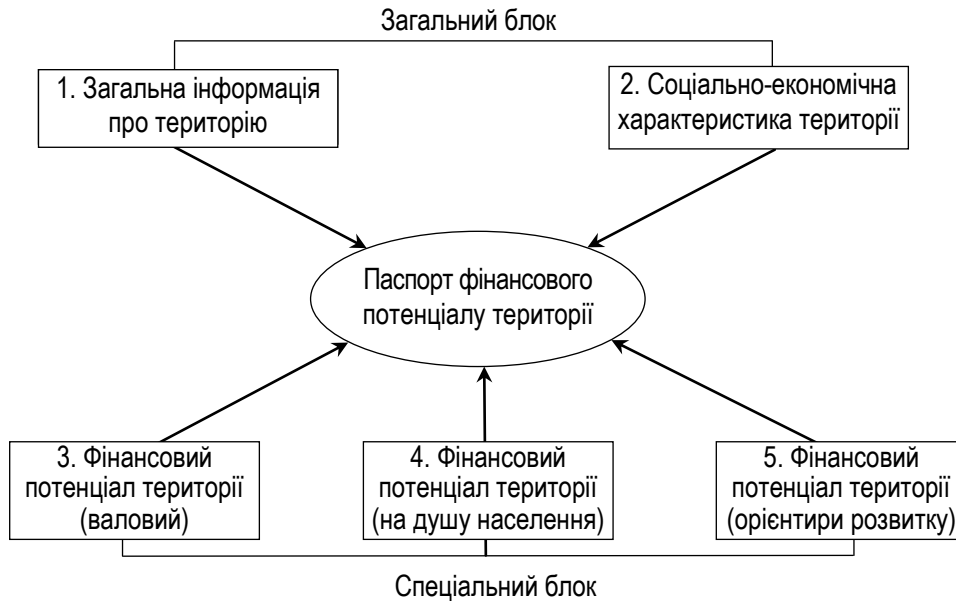 Загальний блок
1. Загальна інформація
про територію
2. Соціально-економічна
характеристика території
Паспорт фінансового
потенціалу території
3. Фінансовий
потенціал території
(валовий)
4. Фінансовий
потенціал території
(на душу населення)
5. Фінансовий
потенціал території
(орієнтири розвитку)
Спеціальний блок